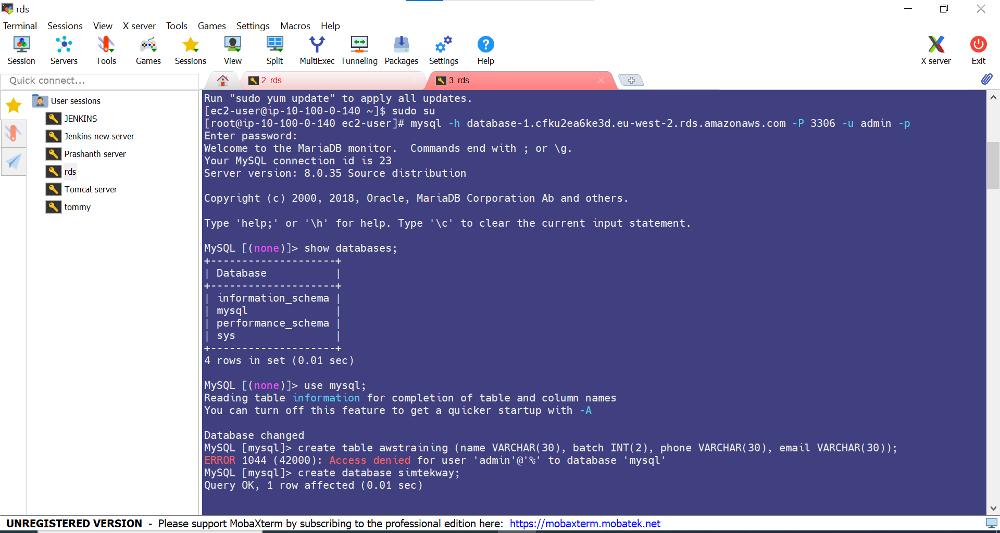 rds
Terminal Sessions View X server Tools Games Settings Macros Help
Session Servers Tools Games Sessions View Split MultiExec Tunneling Packages Settings Help X server Exit
Quick connect...
2. rds
3. rds
User sessions
JENKINS
Jenkins new server
Prashanth server
rds
Tomcat server
tommy
Run "sudo yum update" to apply all updates.
[ec2-user@ip-10-100-0-140 ~]$ sudo su
[root@ip-10-100-0-140 ec2-user]# mysql -h database-1.cfku2ea6ke3d.eu-west-2.rds.amazonaws.com -P 3306 -u admin -p
Enter password:
Welcome to the MariaDB monitor.  Commands end with ; or \g.
Your MySQL connection id is 23
Server version: 8.0.35 Source distribution
Copyright (c) 2000, 2018, Oracle, MariaDB Corporation Ab and others.
Type 'help;' or '\h' for help. Type '\c' to clear the current input statement.
MySQL [(none)]> show databases;
+--------------------+
| Database           |
+--------------------+
| information_schema |
| mysql              |
| performance_schema |
| sys                |
+--------------------+
4 rows in set (0.01 sec)
MySQL [(none)]> use mysql;
Reading table information for completion of table and column names
You can turn off this feature to get a quicker startup with -A
Database changed
MySQL [mysql]> create table awstraining (name VARCHAR(30), batch INT(2), phone VARCHAR(30), email VARCHAR(30));
ERROR 1044 (42000): Access denied for user 'admin'@'%' to database 'mysql'
MySQL [mysql]> create database simtekway;
Query OK, 1 row affected (0.01 sec)
UNREGISTERED VERSION - Please support MobaXterm by subscribing to the professional edition here: https://mobaxterm.mobatek.net